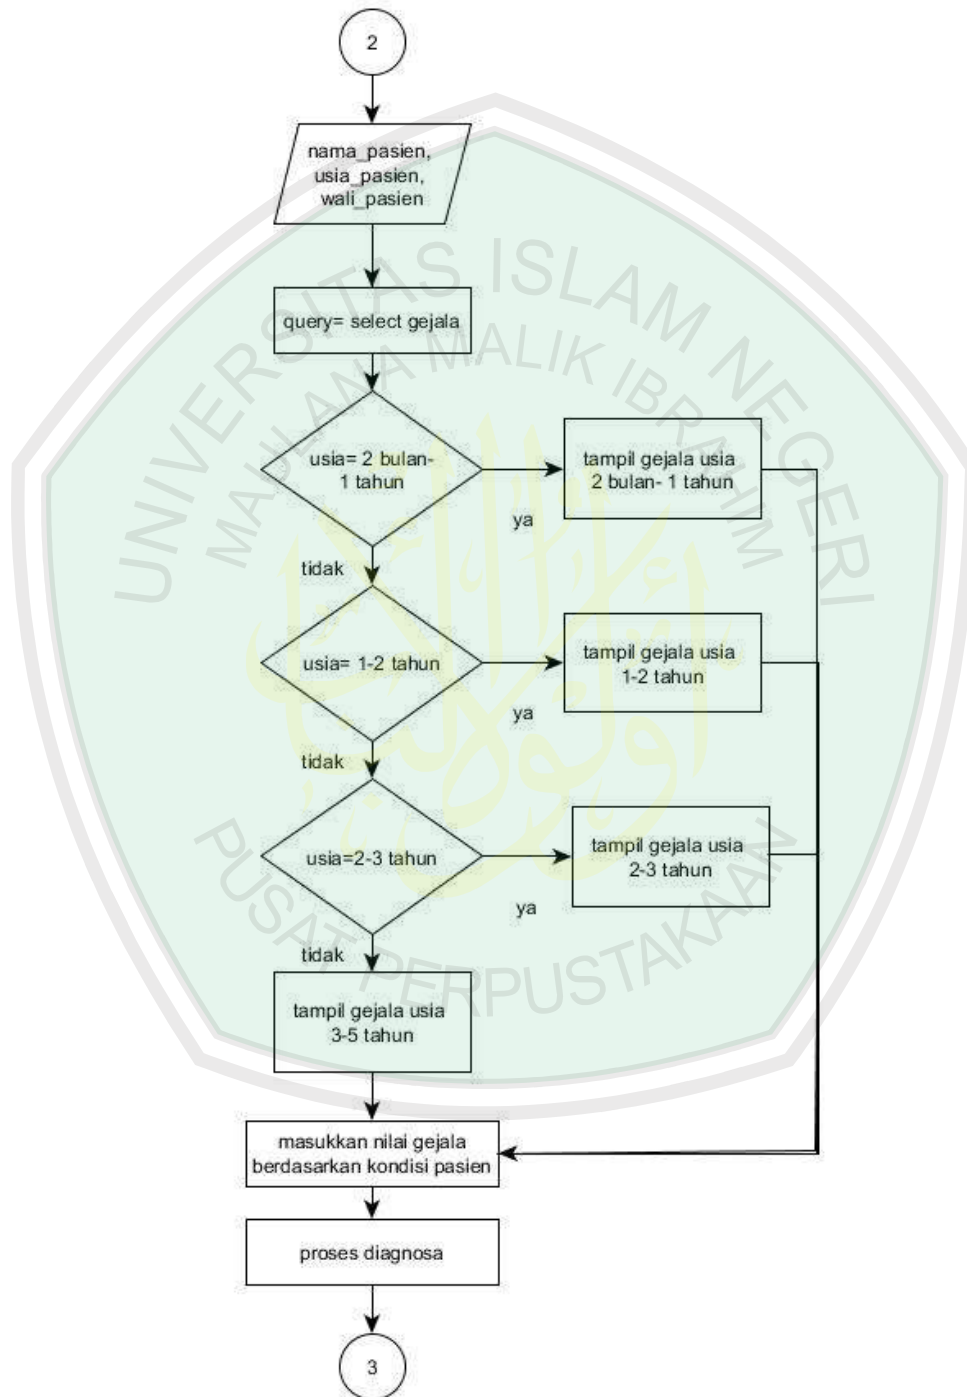 2
nama_pasien,
usia_pasien,
wali_pasien
query= select gejala
usia= 2 bulan-
1 tahun
ya
tampil gejala usia
2 bulan- 1 tahun
tidak
usia= 1-2 tahun
ya
tampil gejala usia
1-2 tahun
tidak
usia=2-3 tahun
ya
tampil gejala usia
2-3 tahun
tidak
tampil gejala usia
3-5 tahun
masukkan nilai gejala
berdasarkan kondisi pasien
proses diagnosa
3
UNIVERSITAS ISLAM NEGERI
MAULANA MALIK IBRAHIM
PUSAT PERPUSTAKAAN